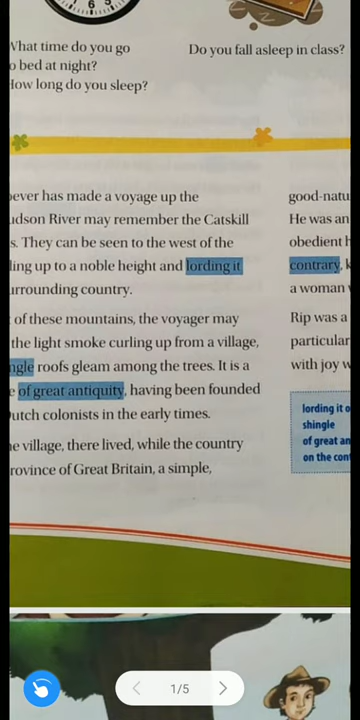 6
What time do you go
o bed at night?
How long do you sleep?
Do you fall asleep in class?
ever has made a voyage up the
udson River may remember the Catskill
s. They can be seen to the west of the
ling up to a noble height and lording it
urrounding country.
of these mountains, the voyager may
the light smoke curling up from a village,
ngle roofs gleam among the trees. It is a
e of great antiquity, having been founded
utch colonists in the early times.
e village, there lived, while the country
rovince of Great Britain, a simple,
good-natu
He was an
obedient h
contrary, k
a woman
Rip was a
particular
with joy w
lording it o
shingle
of great an
on the con
1/5